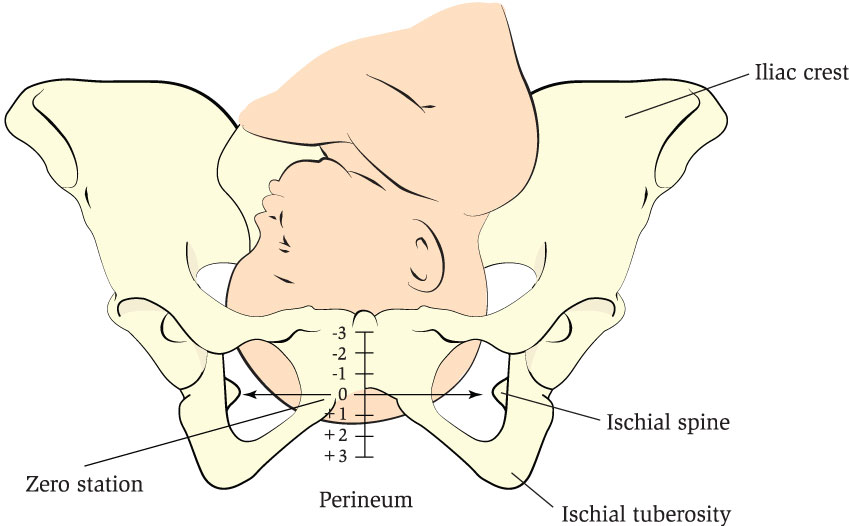 Iliac crest
-3
-2
-1
0
+1
+2
+3
Ischial spine
Zero station
Perineum
Ischial tuberosity